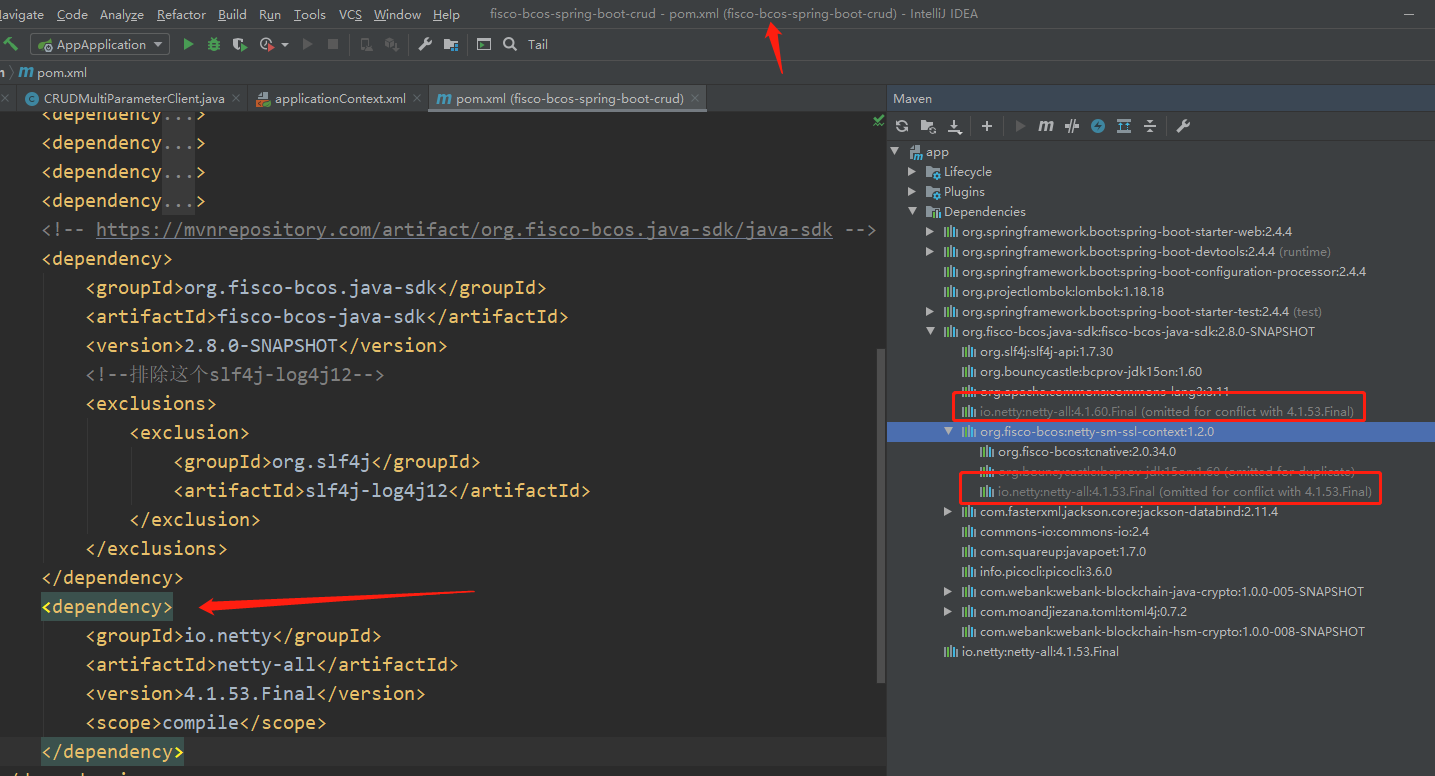 Navigate Code Analyze Refactor Build Run Tools VCS Window Help fisco-bcos-spring-boot-crud - pom.xml (fisco-bcos-spring-boot-crud) - IntelliJ IDEA
AppApplication Tail
pom.xml
CRUDMultiParameterClient.java applicationContext.xml pom.xml (fisco-bcos-spring-boot-crud)
<dependency...>
<dependency...>
<dependency...>
<dependency...>
<!-- https://mvnrepository.com/artifact/org.fisco-bcos.java-sdk/java-sdk -->
<dependency>
<groupId>org.fisco-bcos.java-sdk</groupId>
<artifactId>fisco-bcos-java-sdk</artifactId>
<version>2.8.0-SNAPSHOT</version>
<!--排除这个slf4j-log4j12-->
<exclusions>
<exclusion>
<groupId>org.slf4j</groupId>
<artifactId>slf4j-log4j12</artifactId>
</exclusion>
</exclusions>
</dependency>
<dependency>
<groupId>io.netty</groupId>
<artifactId>netty-all</artifactId>
<version>4.1.53.Final</version>
<scope>compile</scope>
</dependency>
Maven
m
app
Lifecycle
Plugins
Dependencies
org.springframework.boot:spring-boot-starter-web:2.4.4
org.springframework.boot:spring-boot-devtools:2.4.4 (runtime)
org.springframework.boot:spring-boot-configuration-processor:2.4.4
org.projectlombok:lombok:1.18.18
org.springframework.boot:spring-boot-starter-test:2.4.4 (test)
org.fisco-bcos.java-sdk:fisco-bcos-java-sdk:2.8.0-SNAPSHOT
org.slf4j:slf4j-api:1.7.30
org.bouncycastle:bcprov-jdk15on:1.60
org.apache.commons:commons-lang3:3.11
io.netty:netty-all:4.1.60.Final (omitted for conflict with 4.1.53.Final)
org.fisco-bcos:netty-sm-ssl-context:1.2.0
org.fisco-bcos:tcnative:2.0.34.0
org.bouncycastle:bcprov-jdk15on:1.60 (omitted for duplicate)
io.netty:netty-all:4.1.53.Final (omitted for conflict with 4.1.53.Final)
com.fasterxml.jackson.core:jackson-databind:2.11.4
commons-io:commons-io:2.4
com.squareup:javapoet:1.7.0
info.picocli:picocli:3.6.0
com.webank:webank-blockchain-java-crypto:1.0.0-005-SNAPSHOT
com.moandjiezana.toml:toml4j:0.7.2
com.webank:webank-blockchain-hsm-crypto:1.0.0-008-SNAPSHOT
io.netty:netty-all:4.1.53.Final